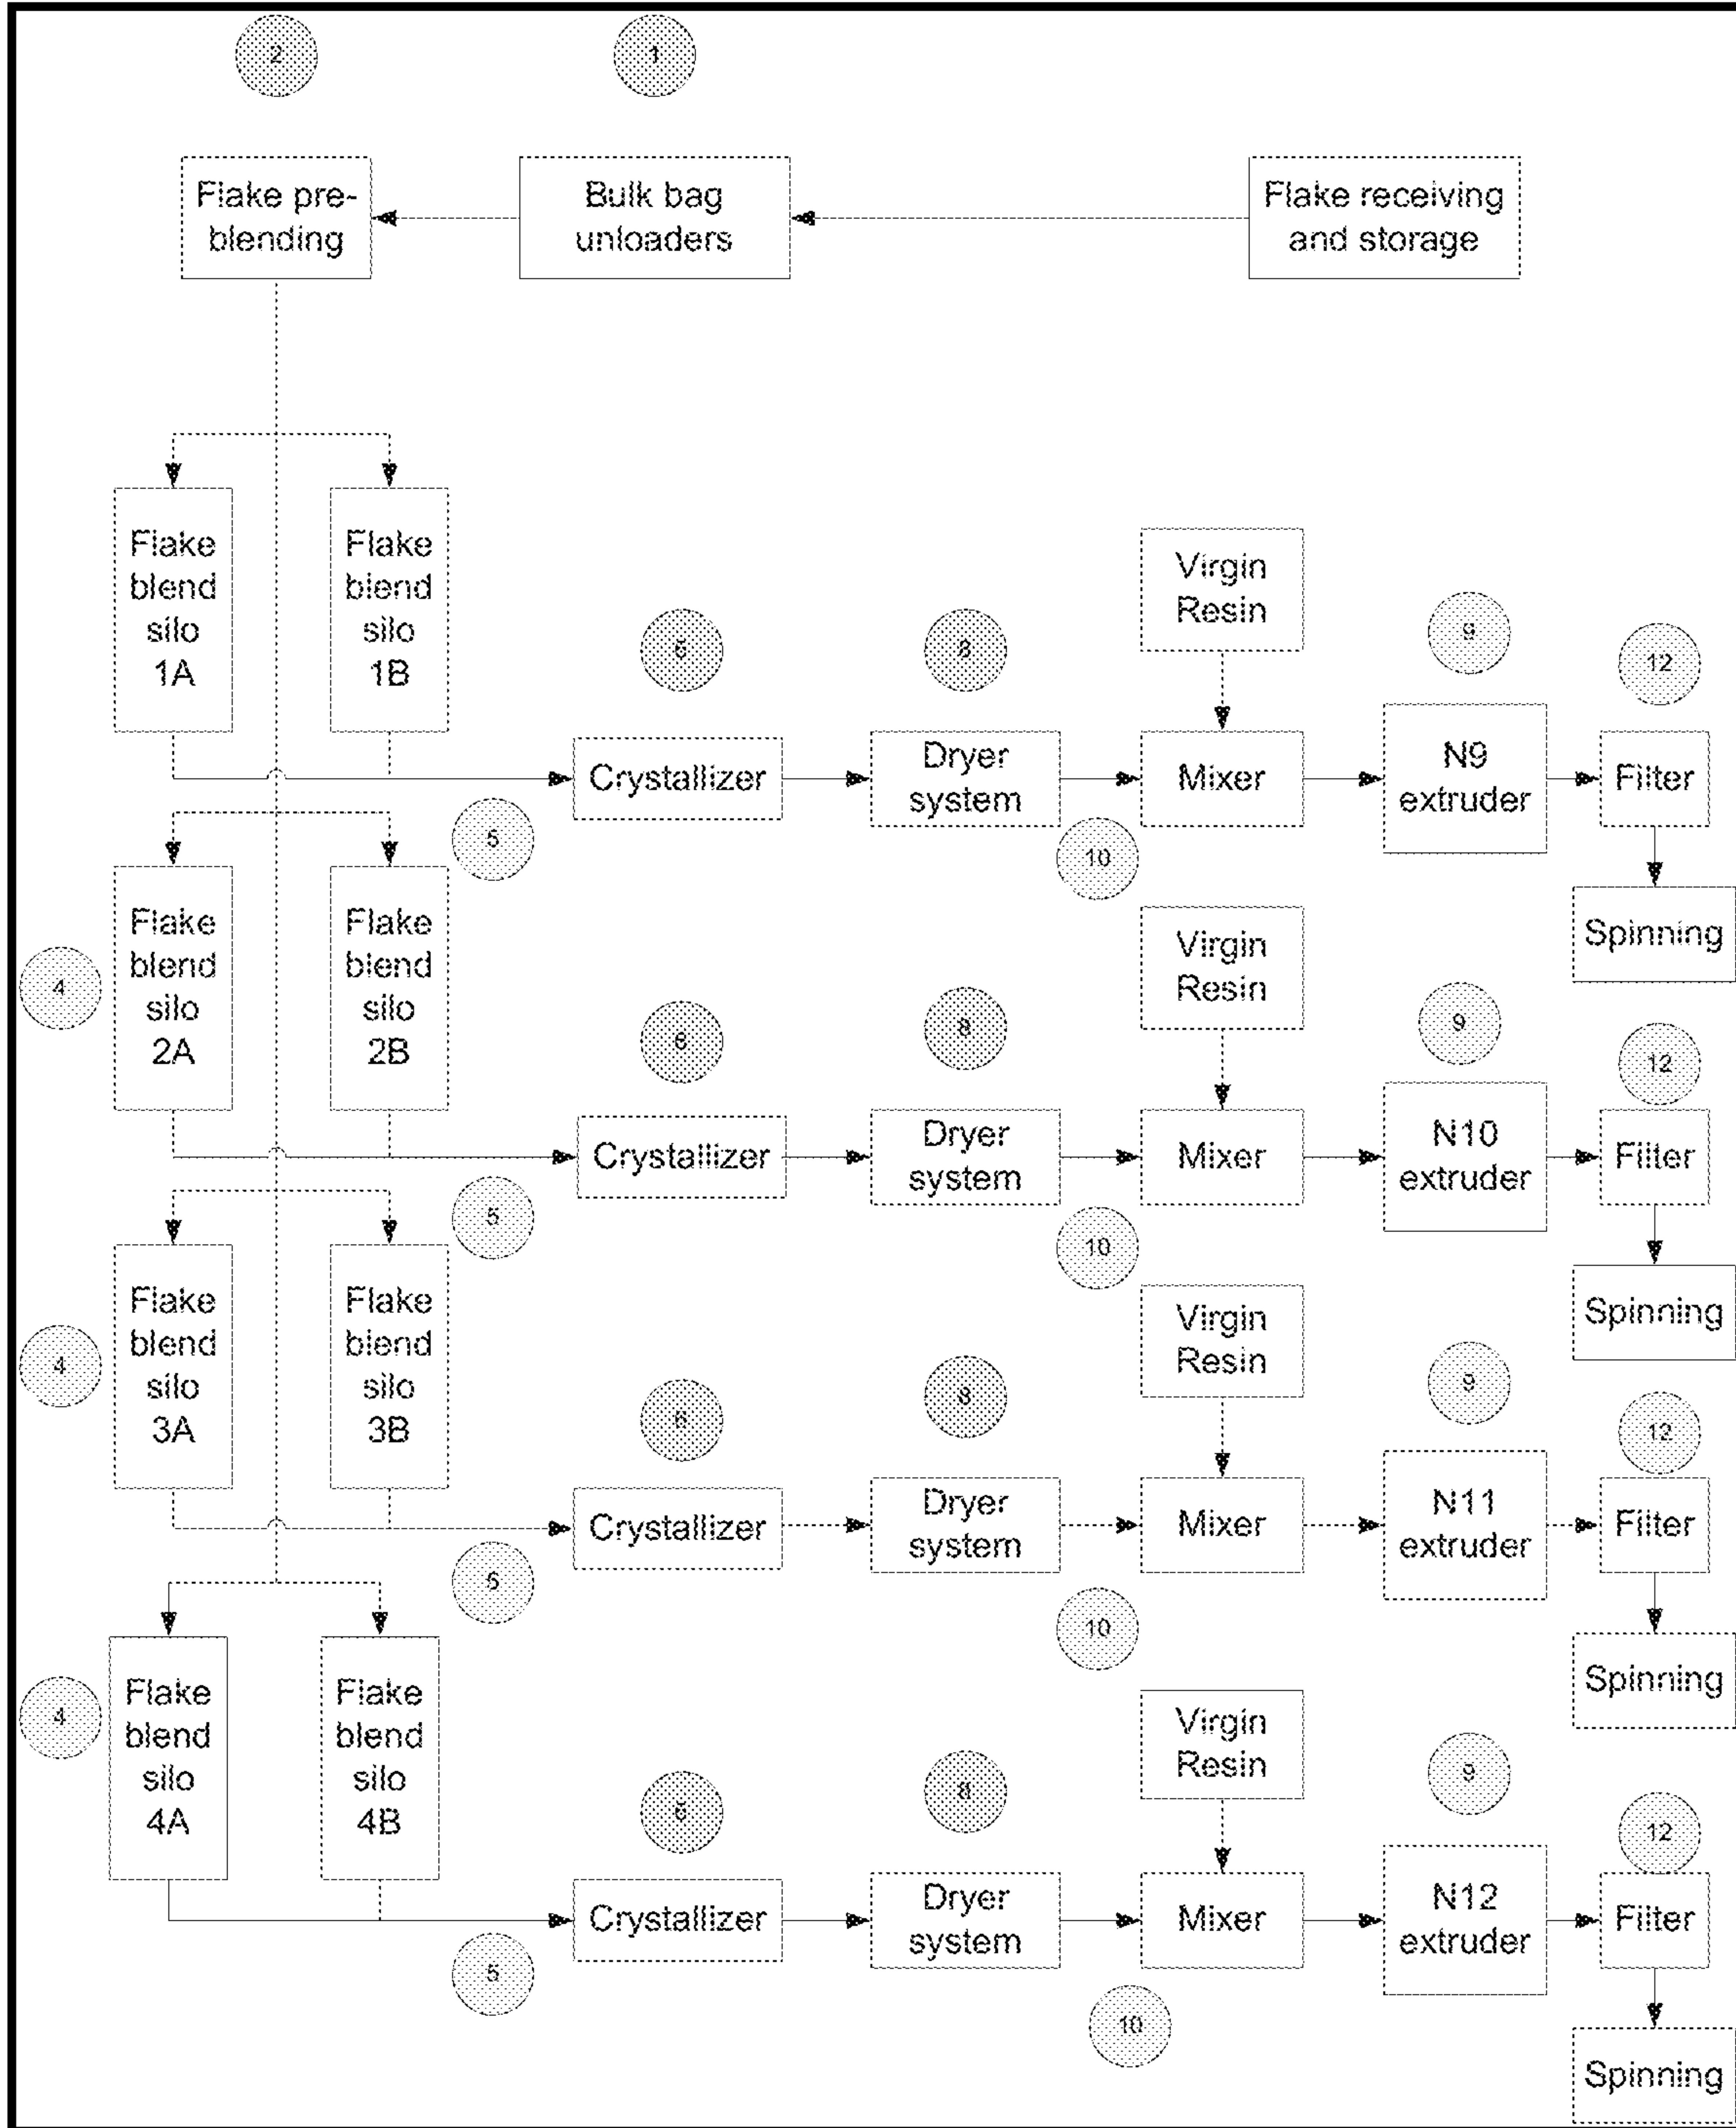 2
1
Flake pre-
blending
Bulk bag
unloaders
Flake receiving
and storage
Flake
blend
silo
1A
Flake
blend
silo
1B
6
8
Virgin
Resin
9
12
Crystallizer
Dryer
system
Mixer
N9
extruder
Filter
5
10
Spinning
4
Flake
blend
silo
2A
Flake
blend
silo
2B
6
8
Virgin
Resin
9
12
Crystallizer
Dryer
system
Mixer
N10
extruder
Filter
5
10
Spinning
4
Flake
blend
silo
3A
Flake
blend
silo
3B
6
8
Virgin
Resin
9
12
Crystallizer
Dryer
system
Mixer
N11
extruder
Filter
5
10
Spinning
4
Flake
blend
silo
4A
Flake
blend
silo
4B
6
8
Virgin
Resin
9
12
Crystallizer
Dryer
system
Mixer
N12
extruder
Filter
5
10
Spinning